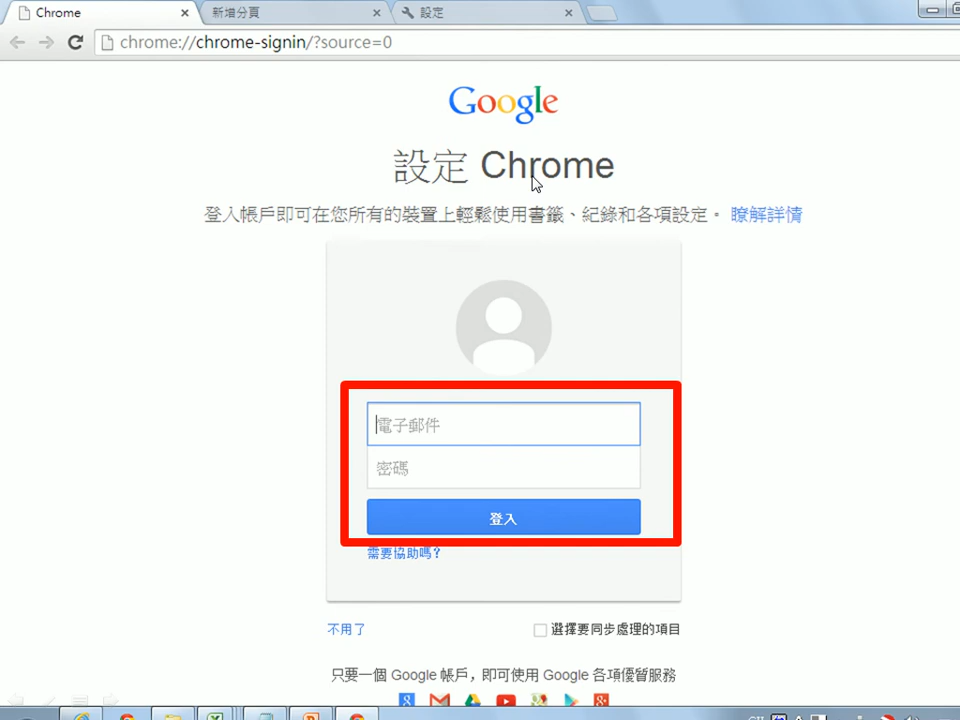 Chrome
新增分頁
設定
chrome://chrome-signin/?source=0
Google
設定 Chrome
登入帳戶即可在您所有的裝置上輕鬆使用書籤、紀錄和各項設定。 瞭解詳情
電子郵件
密碼
登入
需要協助嗎？
不用了
選擇要同步處理的項目
只要一個 Google 帳戶，即可使用 Google 各項優質服務